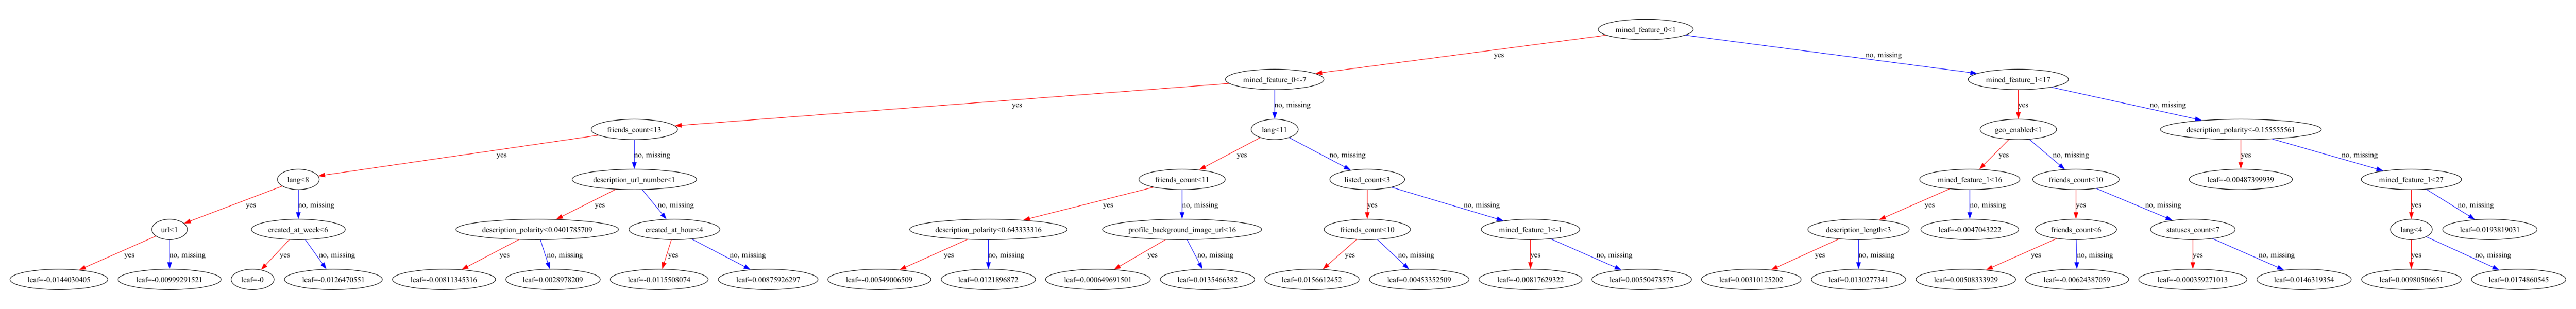 mined_feature_0<1
yes
no, missing
mined_feature_0<-7
mined_feature_1<17
yes
no, missing
yes
no, missing
friends_count<13
lang<11
geo_enabled<1
description_polarity<-0.155555561
yes
no, missing
yes
no, missing
yes
no, missing
yes
no, missing
lang<8
description_url_number<1
friends_count<11
listed_count<3
mined_feature_1<16
friends_count<10
leaf=-0.00487399939
mined_feature_1<27
yes
no, missing
yes
no, missing
yes
no, missing
yes
no, missing
yes
no, missing
yes
no, missing
yes
no, missing
url<1
created_at_week<6
description_polarity<0.0401785709
created_at_hour<4
description_polarity<0.643333316
profile_background_image_url<16
friends_count<10
mined_feature_1<-1
description_length<3
leaf=-0.0047043222
friends_count<6
statuses_count<7
lang<4
leaf=0.0193819031
yes
no, missing
yes
no, missing
yes
no, missing
yes
no, missing
yes
no, missing
yes
no, missing
yes
no, missing
yes
no, missing
yes
no, missing
yes
no, missing
yes
no, missing
yes
no, missing
leaf=-0.0144030405
leaf=-0.00999291521
leaf=-0
leaf=-0.0126470551
leaf=-0.00811345316
leaf=0.0028978209
leaf=-0.0115508074
leaf=0.00875926297
leaf=-0.00549006509
leaf=0.0121896872
leaf=0.000649691501
leaf=0.0135466382
leaf=0.0156612452
leaf=0.00453352509
leaf=-0.00817629322
leaf=0.00550473575
leaf=0.00310125202
leaf=0.0130277341
leaf=0.00508333929
leaf=-0.00624387059
leaf=-0.000359271013
leaf=0.0146319354
leaf=0.00980506651
leaf=0.0174860545